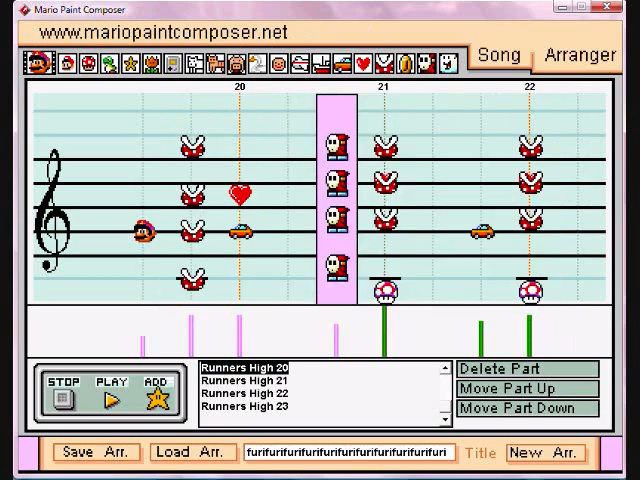 Mario Paint Composer
www.mariopaintcomposer.net
Song
Arranger
20
21
22
STOP
PLAY
ADD
Runners High 20
Runners High 21
Runners High 22
Runners High 23
Delete Part
Move Part Up
Move Part Down
Save Arr.
Load Arr.
furifurifurifurifurifurifurifurifurifurifuri
Title
New Arr.